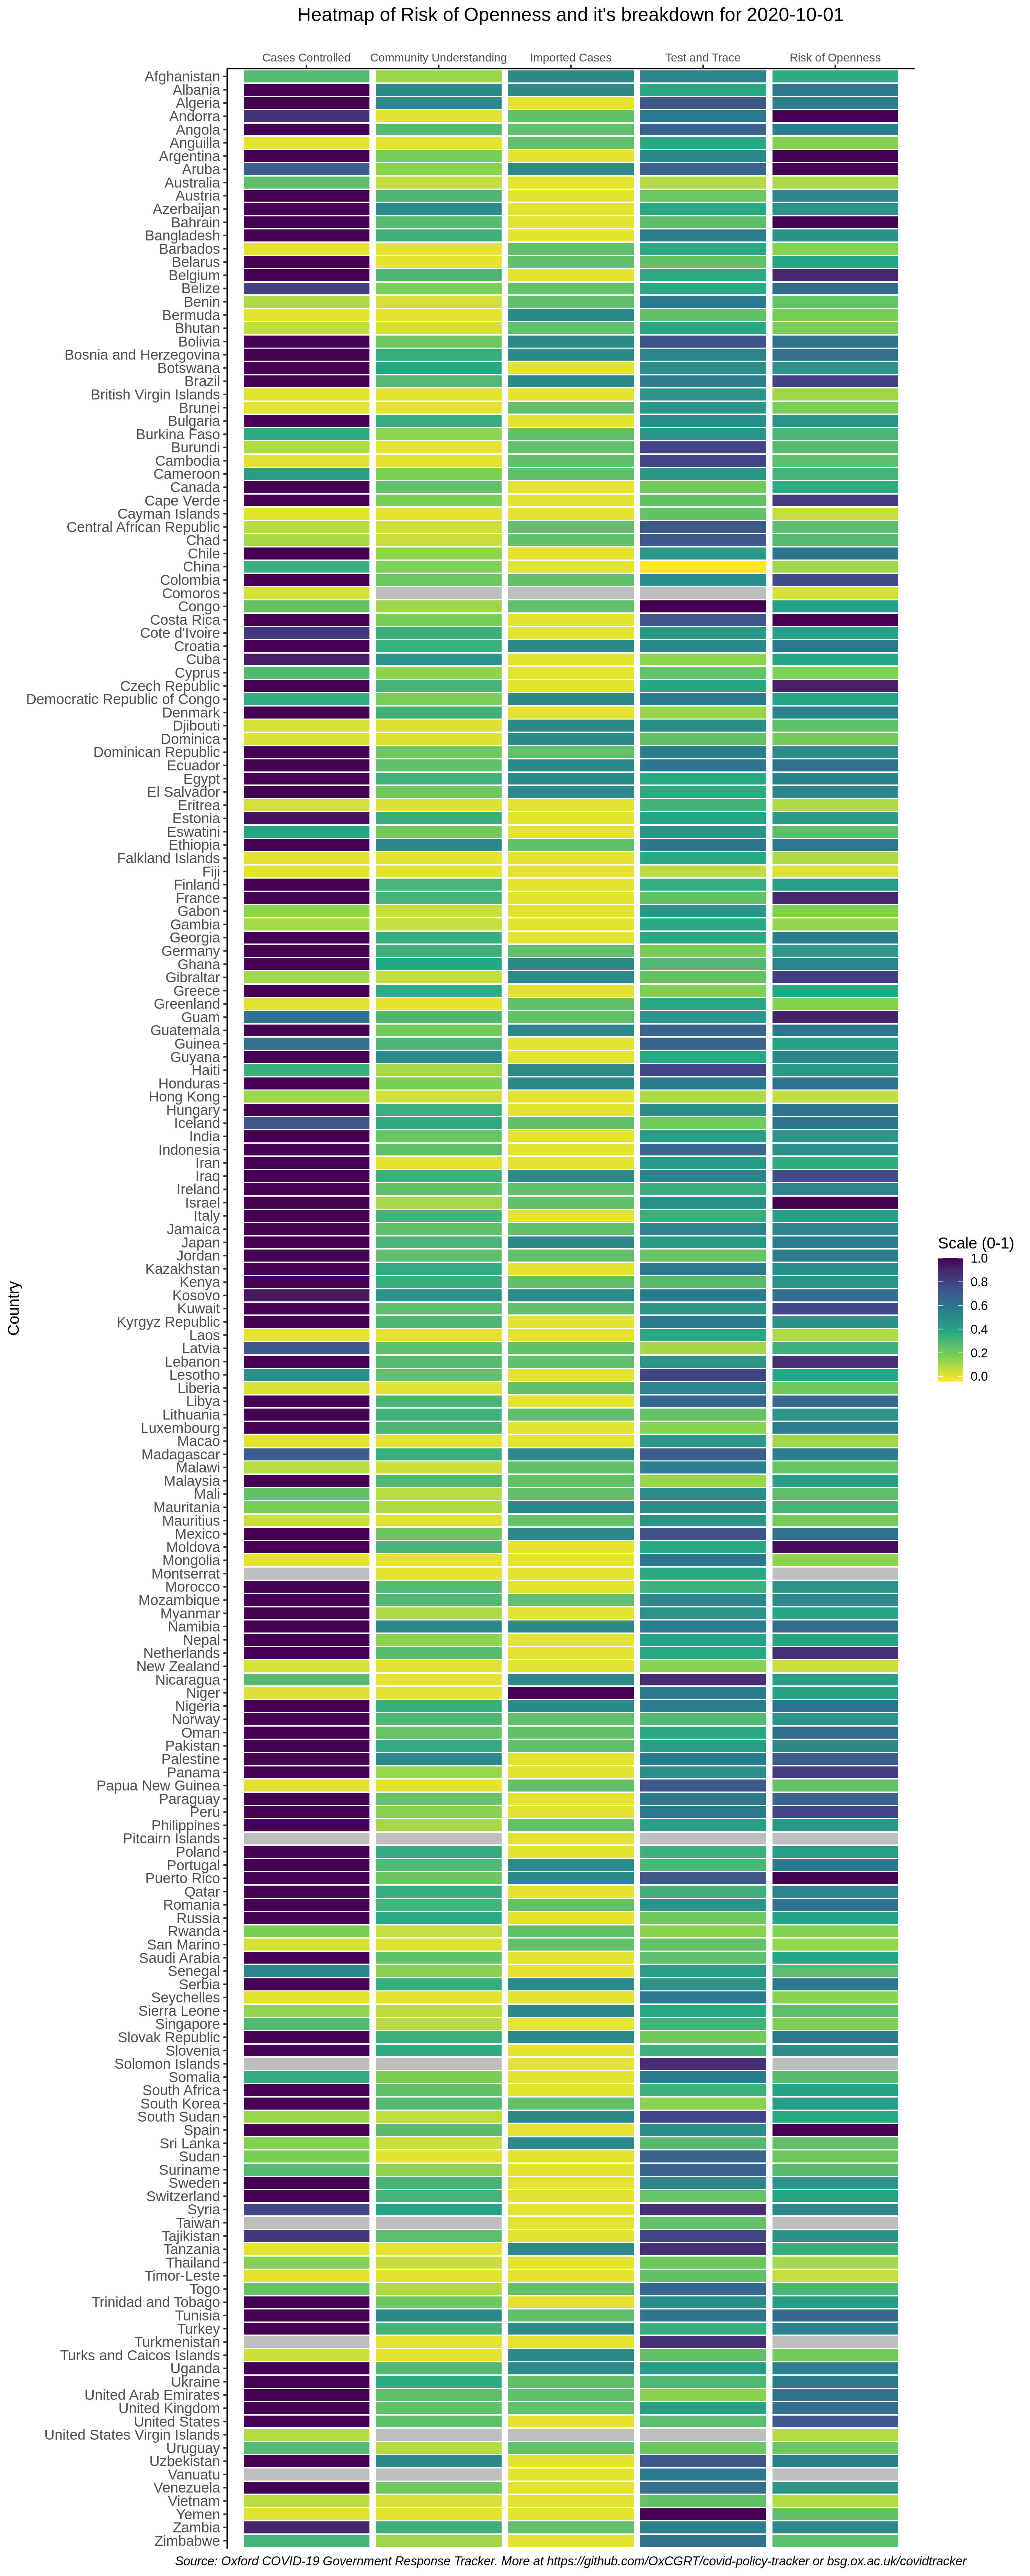 Heatmap of Risk of Openness and it's breakdown for 2020-10-01
Cases Controlled Community Understanding Imported Cases Test and Trace Risk of Openness
Afghanistan
Albania
Algeria
Andorra
Angola
Anguilla
Argentina
Aruba
Australia
Austria
Azerbaijan
Bahrain
Bangladesh
Barbados
Belarus
Belgium
Belize
Benin
Bermuda
Bhutan
Bolivia
Bosnia and Herzegovina
Botswana
Brazil
British Virgin Islands
Brunei
Bulgaria
Burkina Faso
Burundi
Cambodia
Cameroon
Canada
Cape Verde
Cayman Islands
Central African Republic
Chad
Chile
China
Colombia
Comoros
Congo
Costa Rica
Cote d'Ivoire
Croatia
Cuba
Cyprus
Czech Republic
Democratic Republic of Congo
Denmark
Djibouti
Dominica
Dominican Republic
Ecuador
Egypt
El Salvador
Eritrea
Estonia
Eswatini
Ethiopia
Falkland Islands
Fiji
Finland
France
Gabon
Gambia
Georgia
Germany
Ghana
Gibraltar
Greece
Greenland
Guam
Guatemala
Guinea
Guyana
Haiti
Honduras
Hong Kong
Hungary
Iceland
India
Indonesia
Iran
Iraq
Ireland
Israel
Italy
Jamaica
Japan
Jordan
Kazakhstan
Kenya
Kosovo
Kuwait
Kyrgyz Republic
Laos
Latvia
Lebanon
Lesotho
Liberia
Libya
Lithuania
Luxembourg
Macao
Madagascar
Malawi
Malaysia
Mali
Mauritania
Mauritius
Mexico
Moldova
Mongolia
Montserrat
Morocco
Mozambique
Myanmar
Namibia
Nepal
Netherlands
New Zealand
Nicaragua
Niger
Nigeria
Norway
Oman
Pakistan
Palestine
Panama
Papua New Guinea
Paraguay
Peru
Philippines
Pitcairn Islands
Poland
Portugal
Puerto Rico
Qatar
Romania
Russia
Rwanda
San Marino
Saudi Arabia
Senegal
Serbia
Seychelles
Sierra Leone
Singapore
Slovak Republic
Slovenia
Solomon Islands
Somalia
South Africa
South Korea
South Sudan
Spain
Sri Lanka
Sudan
Suriname
Sweden
Switzerland
Syria
Taiwan
Tajikistan
Tanzania
Thailand
Timor-Leste
Togo
Trinidad and Tobago
Tunisia
Turkey
Turkmenistan
Turks and Caicos Islands
Uganda
Ukraine
United Arab Emirates
United Kingdom
United States
United States Virgin Islands
Uruguay
Uzbekistan
Vanuatu
Venezuela
Vietnam
Yemen
Zambia
Zimbabwe
Country
Scale (0-1)
1.0
0.8
0.6
0.4
0.2
0.0
Source: Oxford COVID-19 Government Response Tracker. More at https://github.com/OxCGRT/covid-policy-tracker or bsg.ox.ac.uk/covidtracker